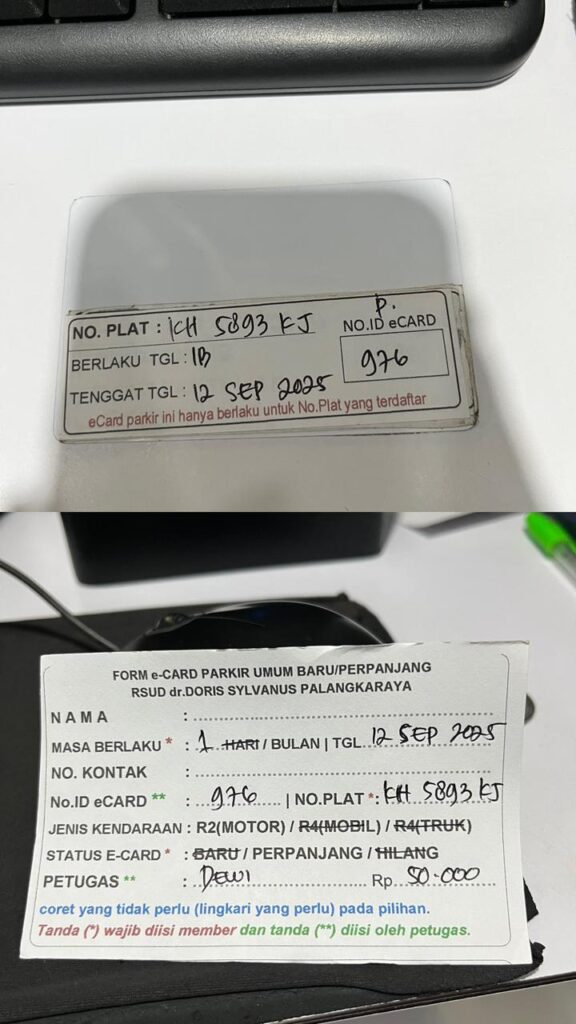 NO. PLAT : KH 5893 KJ
P.
NO.ID eCARD
976
BERLAKU TGL : 1B
TENGGAT TGL : 12 SEP 2025
eCard parkir ini hanya berlaku untuk No.Plat yang terdaftar
FORM e-CARD PARKIR UMUM BARU/PERPANJANG
RSUD dr.DORIS SYLVANUS PALANGKARAYA
NAMA :
MASA BERLAKU * : 1 HARI / BULAN | TGL 12 SEP 2025
NO. KONTAK :
No.ID eCARD ** : 976 | NO.PLAT * : KH 5893 KJ
JENIS KENDARAAN : R2(MOTOR) / R4(MOBIL) / R4(TRUK)
STATUS E-CARD * : BARU / PERPANJANG / HILANG
PETUGAS ** : DEWI Rp. 50.000
coret yang tidak perlu (lingkari yang perlu) pada pilihan.
Tanda (*) wajib diisi member dan tanda (**) diisi oleh petugas.